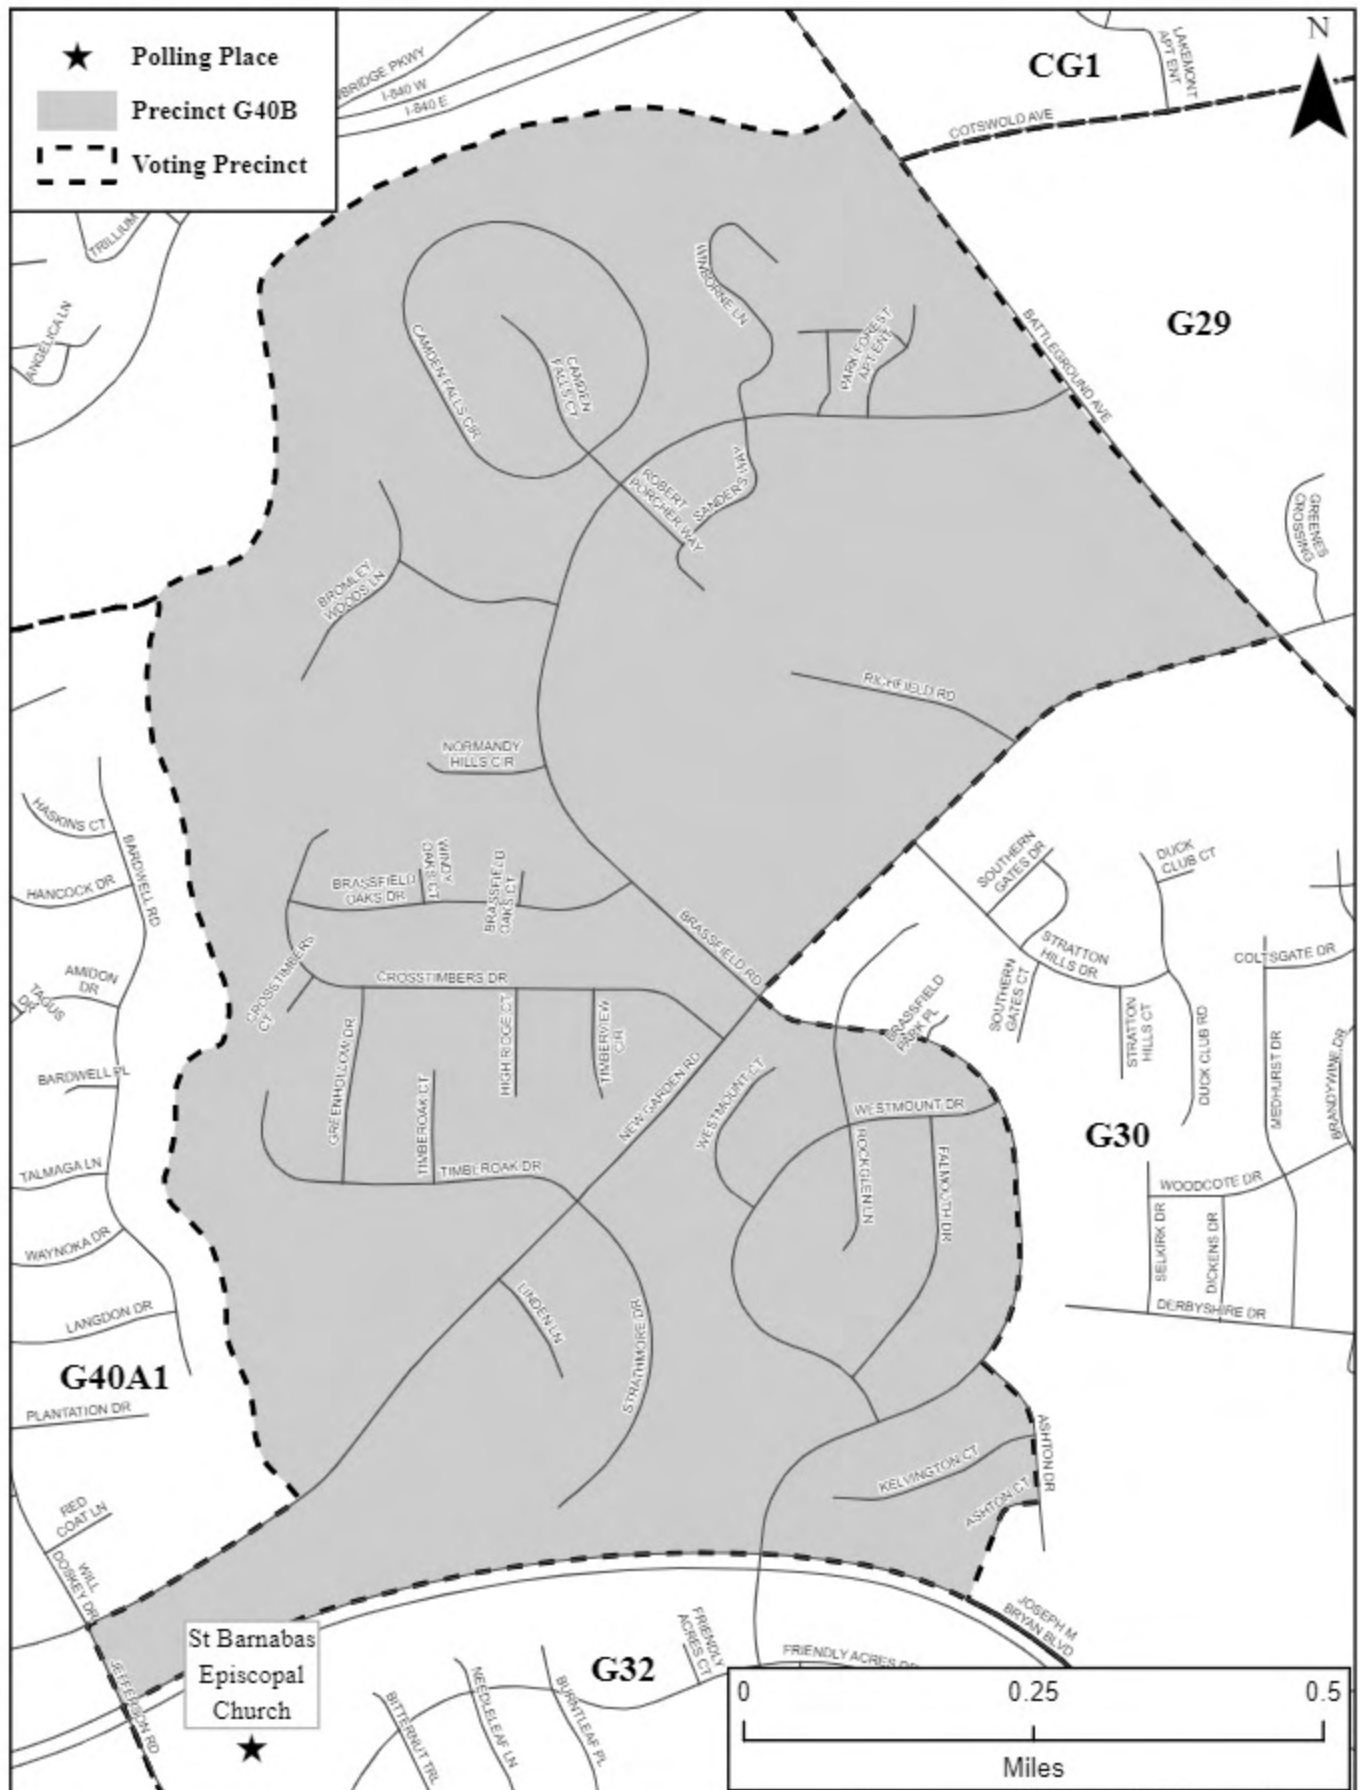 Polling Place
Precinct G40B
Voting Precinct
BRIDGE PKWY
I-840 W
I-840 E
CG1
LAKEMONT
APT ENT
N
COTSWOLD AVE
TRILLIUM
ANGELICA LN
WINBORNE LN
BATTLEGROUND AVE
G29
CAMDEN FALLS CIR
CAMDEN
FALLS CT
PARK FOREST
APT ENT
ROBERT
PORCHER WAY
SANDERS WAY
GREENES
CROSSING
BROMLEY
WOODS LN
RICHFIELD RD
NORMANDY
HILLS CIR
HASKINS CT
BARDWELL RD
HANCOCK DR
BRASSFIELD
OAKS DR
WINDY
OAKS CT
BRASSFIELD
OAKS CT
BRASSFIELD RD
SOUTHERN
GATES DR
DUCK
CLUB CT
STRATTON
HILLS DR
COLTSGATE DR
AMIDON
DR
TAGUS
DR
CROSSTIMBERS
CT
CROSSTIMBERS DR
HIGH RIDGE CT
TIMBERVIEW
CIR
BRASSFIELD
PARK PL
SOUTHERN
GATES CT
STRATTON
HILLS CT
DUCK CLUB RD
MEDHURST DR
BRANDYWINE DR
BARDWELL PL
GREENHOLLOW DR
TIMBEROAK CT
NEW GARDEN RD
WESTMOUNT CT
WESTMOUNT DR
G30
TALMAGA LN
TIMBEROAK DR
ROCKGLEN LN
FALMOUTH DR
WOODCOTE DR
SELKIRK DR
DICKENS DR
WAYNOKA DR
LINDEN LN
STRATHMORE DR
LANGDON DR
DERBYSHIRE DR
G40A1
PLANTATION DR
ASHTON DR
KELVINGTON CT
ASHTON CT
RED
COAT LN
WILL
DOSKEY DR
JEFFERSON RD
St Barnabas
Episcopal
Church
G32
FRIENDLY
ACRES CT
FRIENDLY ACRES DR
JOSEPH M
BRYAN BLVD
BITTERNUT TRL
NEEDLELEAF LN
BURNTLEAF PL
0 0.25 0.5
Miles